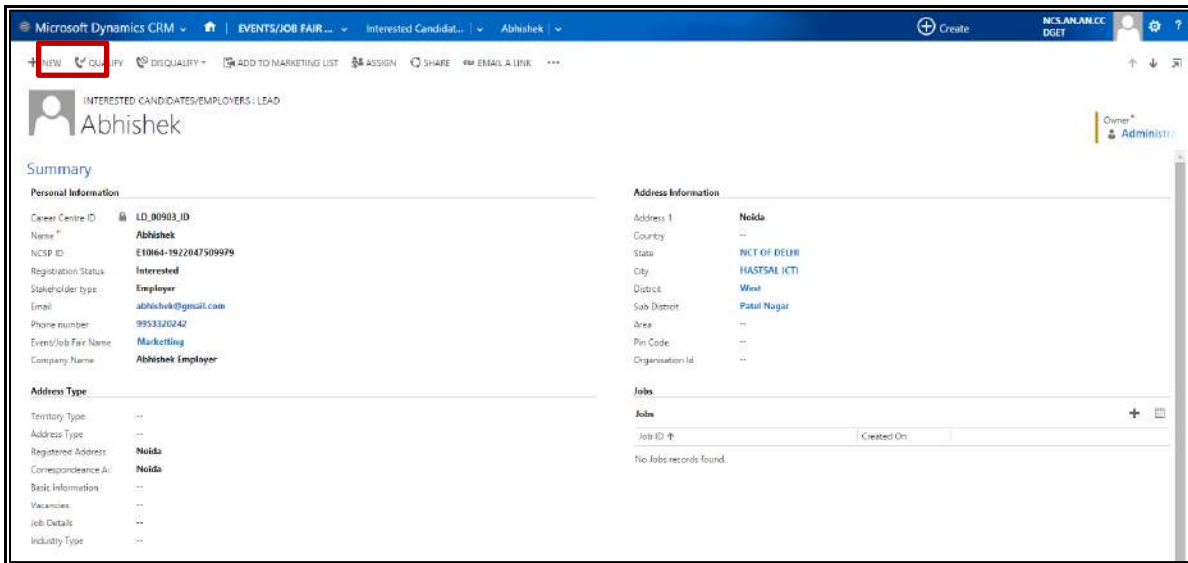 Microsoft Dynamics CRM EVENTS/JOB FAIR ... Interested Candidat... Abhishek Create NCS.AN.AN.CC
DGET ?
NEW QUALIFY DISQUALIFY ADD TO MARKETING LIST ASSIGN SHARE EMAIL A LINK ...
INTERESTED CANDIDATES/EMPLOYERS : LEAD
Abhishek
Owner*
Administr
Summary
Personal Information
Career Centre ID LD_00903_ID
Name * Abhishek
NCSP ID E10I64-1922047509979
Registration Status Interested
Stakeholder type Employer
Email abhishek@gmail.com
Phone number 9953320242
Event/Job Fair Name Marketting
Company Name Abhishek Employer
Address Type
Territory Type --
Address Type --
Registered Address Noida
Correspondeance A Noida
Basic information --
Vacancies --
Job Details --
Industry Type --
Address Information
Address 1 Noida
Country --
State NCT OF DELHI
City HASTSAL (CT)
Distrcit West
Sub Distrcit Patel Nagar
Area --
Pin Code --
Organisation Id --
Jobs
Jobs +
Job ID ↑ Created On
No Jobs records found.